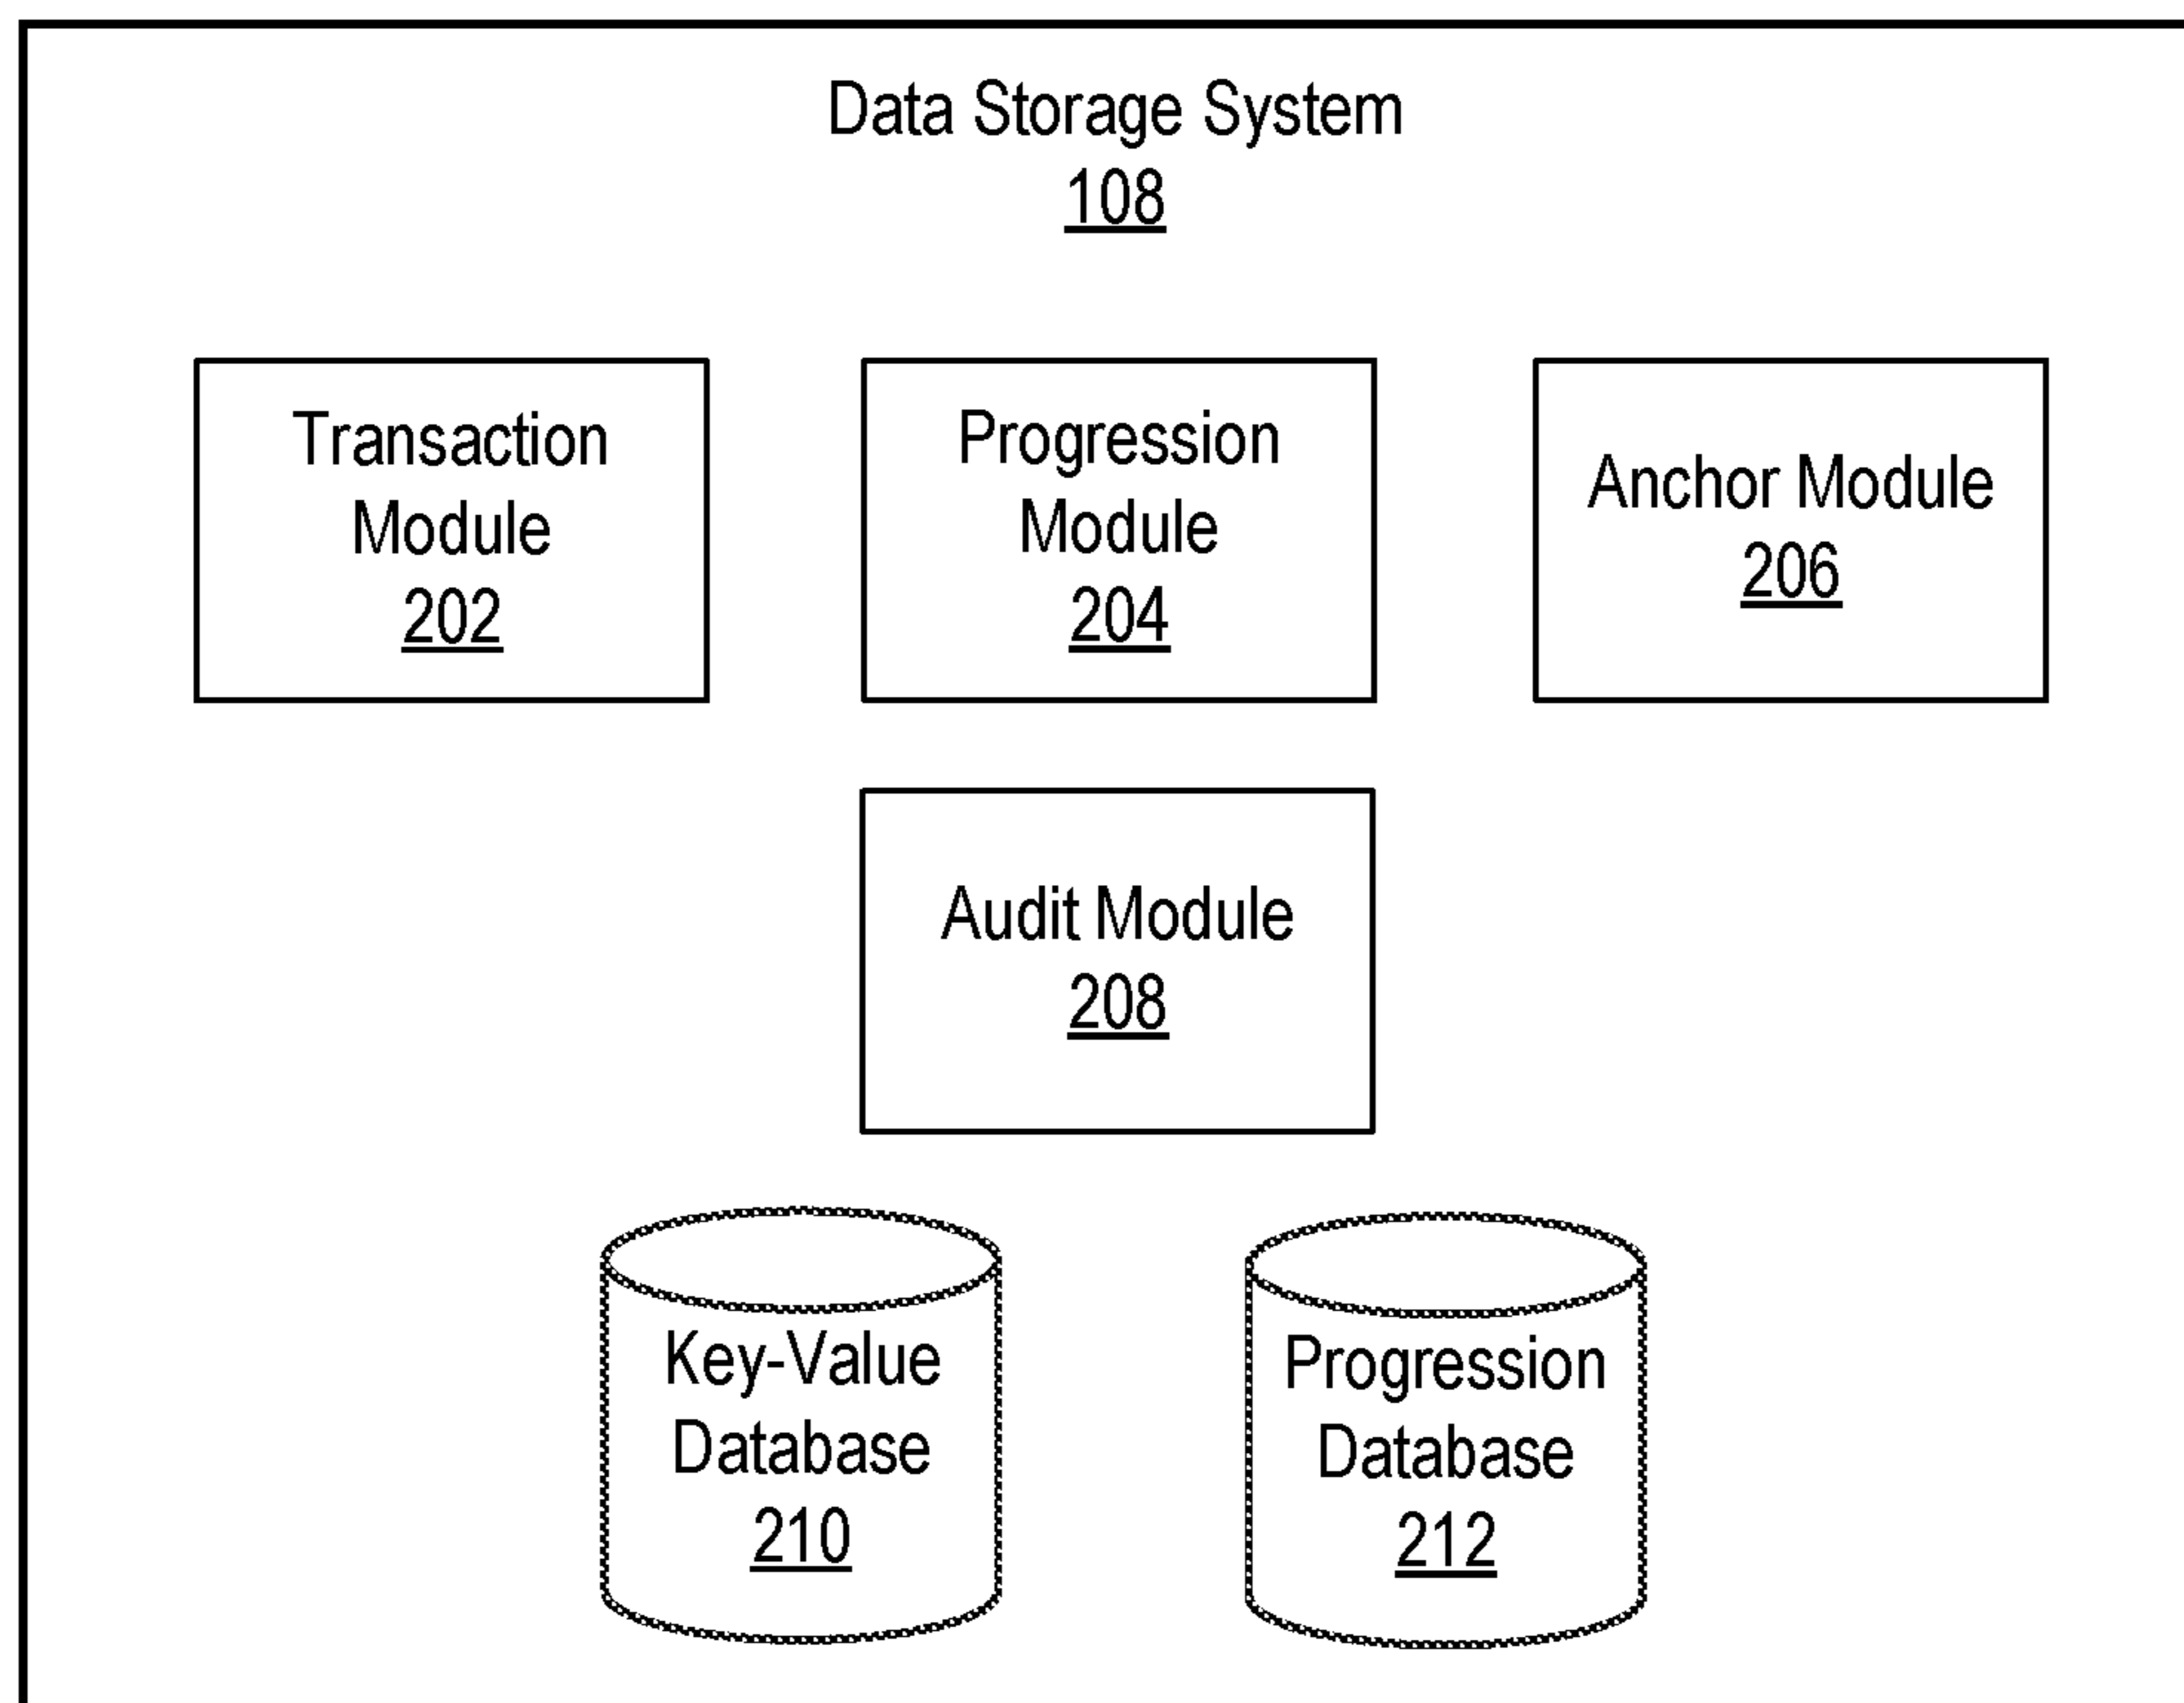 Data Storage System
108
Transaction
Module
202
Progression
Module
204
Anchor Module
206
Audit Module
208
Key-Value
Database
210
Progression
Database
212